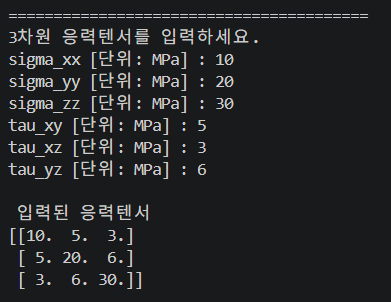 ========================================
3차원 응력텐서를 입력하세요.
sigma_xx [단위: MPa] : 10
sigma_yy [단위: MPa] : 20
sigma_zz [단위: MPa] : 30
tau_xy [단위: MPa] : 5
tau_xz [단위: MPa] : 3
tau_yz [단위: MPa] : 6
입력된 응력텐서
[[10.  5.  3.]
 [ 5. 20.  6.]
 [ 3.  6. 30.]]